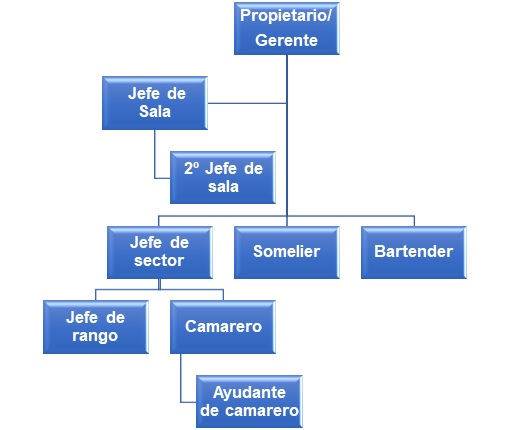 Propietario/
Gerente
Jefe de
Sala
2º Jefe de
sala
Jefe de
sector
Somelier
Bartender
Jefe de
rango
Camarero
Ayudante
de camarero